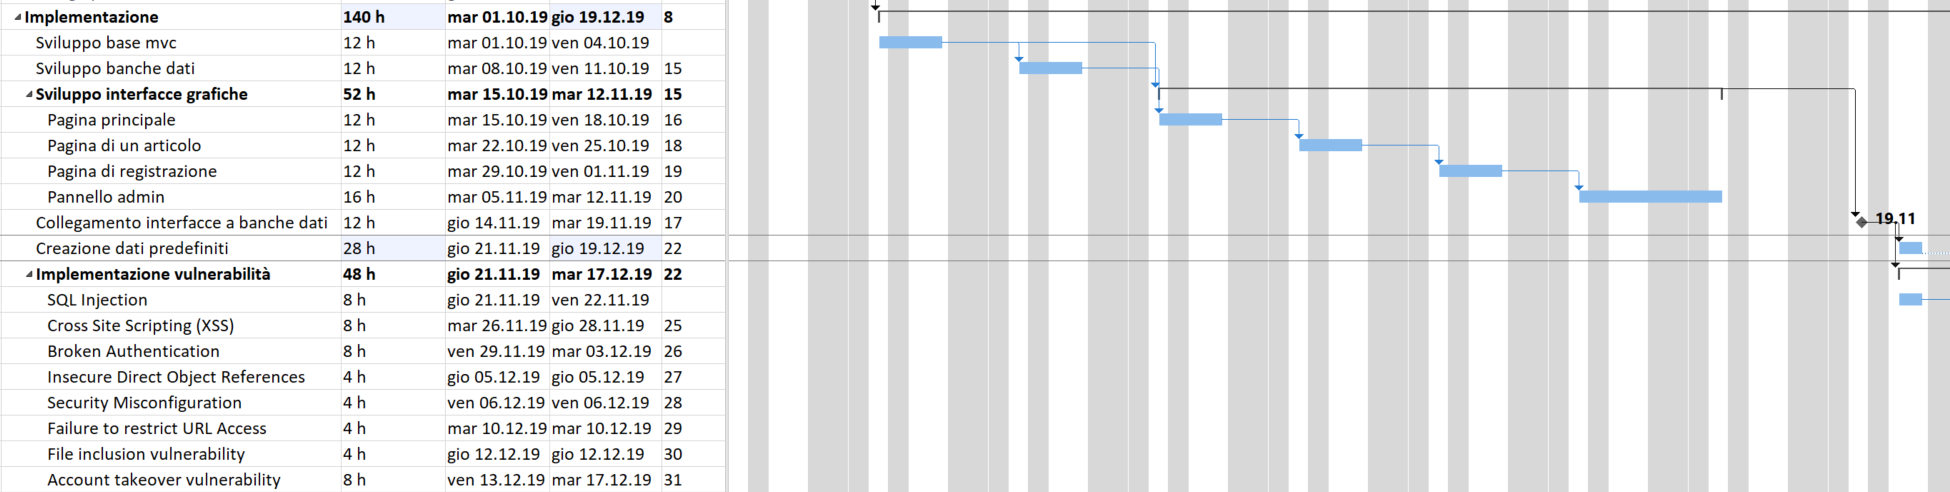 Implementazione 140 h mar 01.10.19 gio 19.12.19 8
Sviluppo base mvc 12 h mar 01.10.19 ven 04.10.19
Sviluppo banche dati 12 h mar 08.10.19 ven 11.10.19 15
Sviluppo interfacce grafiche 52 h mar 15.10.19 mar 12.11.19 15
Pagina principale 12 h mar 15.10.19 ven 18.10.19 16
Pagina di un articolo 12 h mar 22.10.19 ven 25.10.19 18
Pagina di registrazione 12 h mar 29.10.19 ven 01.11.19 19
Pannello admin 16 h mar 05.11.19 mar 12.11.19 20
Collegamento interfacce a banche dati 12 h gio 14.11.19 mar 19.11.19 17 19.11
Creazione dati predefiniti 28 h gio 21.11.19 gio 19.12.19 22
Implementazione vulnerabilità 48 h gio 21.11.19 mar 17.12.19 22
SQL Injection 8 h gio 21.11.19 ven 22.11.19
Cross Site Scripting (XSS) 8 h mar 26.11.19 gio 28.11.19 25
Broken Authentication 8 h ven 29.11.19 mar 03.12.19 26
Insecure Direct Object References 4 h gio 05.12.19 gio 05.12.19 27
Security Misconfiguration 4 h ven 06.12.19 ven 06.12.19 28
Failure to restrict URL Access 4 h mar 10.12.19 mar 10.12.19 29
File inclusion vulnerability 4 h gio 12.12.19 gio 12.12.19 30
Account takeover vulnerability 8 h ven 13.12.19 mar 17.12.19 31